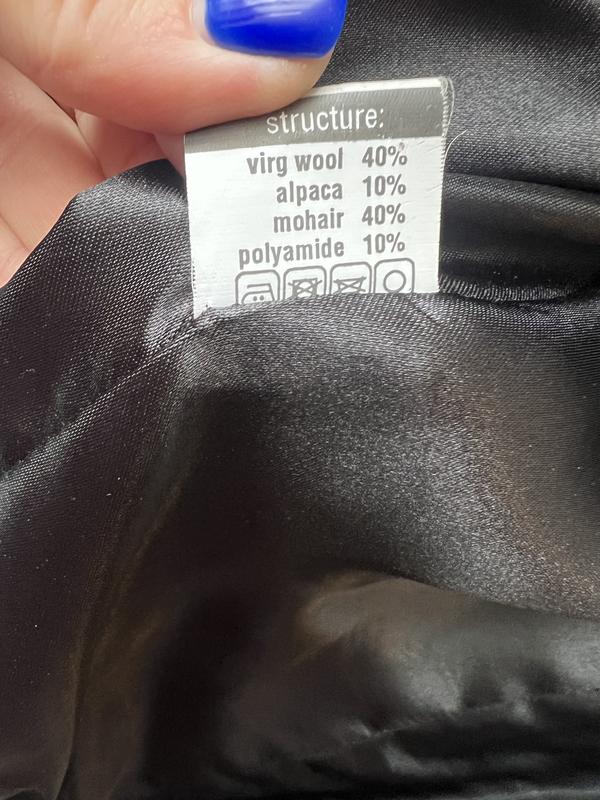 structure:
virg wool 40%
alpaca 10%
mohair 40%
polyamide 10%